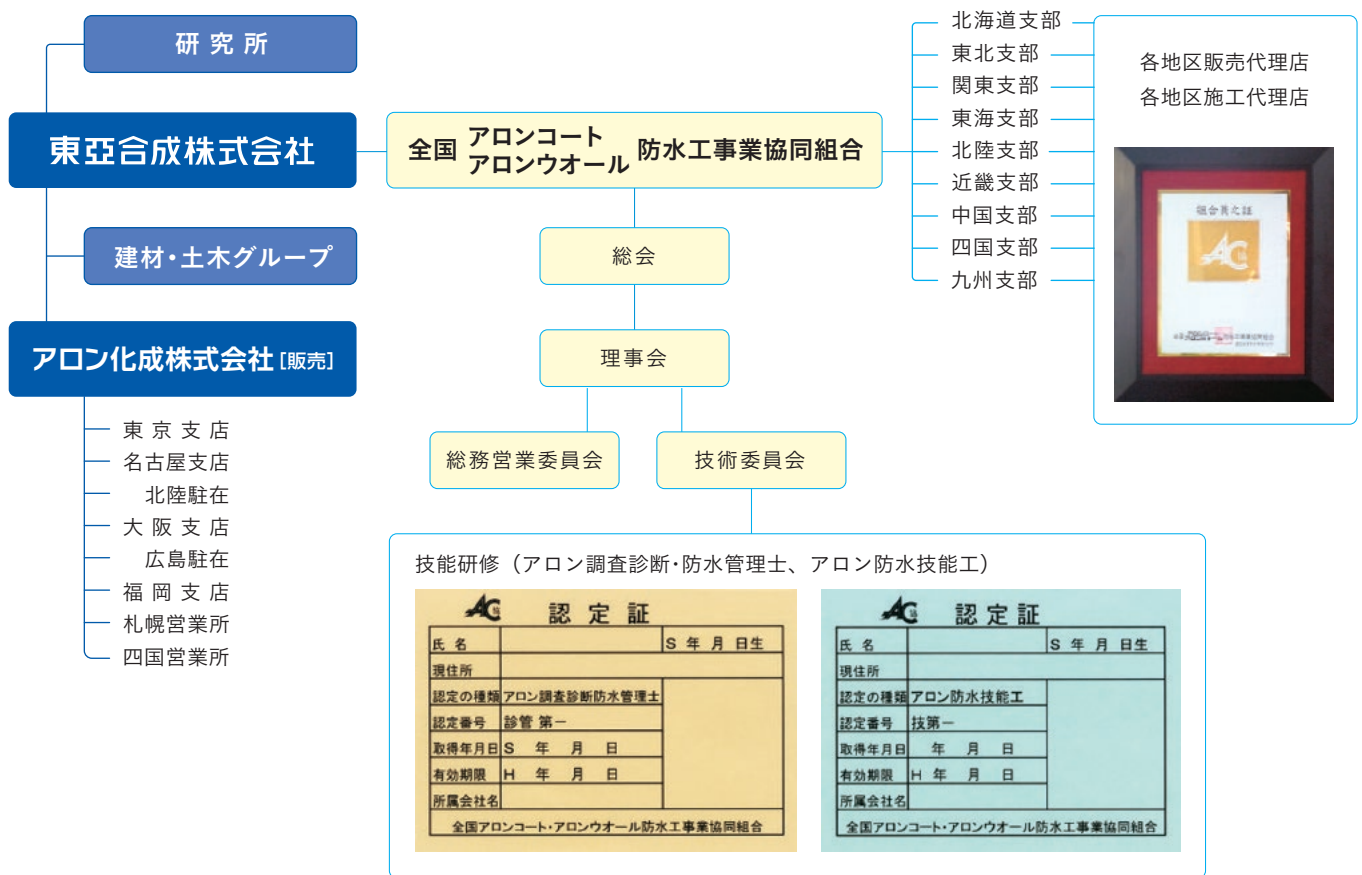 研究所
東亞合成株式会社
建材・土木グループ
アロン化成株式会社［販売］
東京支店
名古屋支店
北陸駐在
大阪支店
広島駐在
福岡支店
札幌営業所
四国営業所
全国 アロンコート アロンウオール 防水工事業協同組合
総会
理事会
総務営業委員会
技術委員会
北海道支部
東北支部
関東支部
東海支部
北陸支部
近畿支部
中国支部
四国支部
九州支部
各地区販売代理店
各地区施工代理店
組合員之証
AC
技能研修（アロン調査診断・防水管理士、アロン防水技能工）
AC協 認定証
氏名 S 年 月 日生
現住所
認定の種類 アロン調査診断防水管理士
認定番号 診管 第一
取得年月日 S 年 月 日
有効期限 H 年 月 日
所属会社名
全国アロンコート・アロンウオール防水工事業協同組合
AC協 認定証
氏名 S 年 月 日生
現住所
認定の種類 アロン防水技能工
認定番号 技第一
取得年月日 年 月 日
有効期限 H 年 月 日
所属会社名
全国アロンコート・アロンウオール防水工事業協同組合